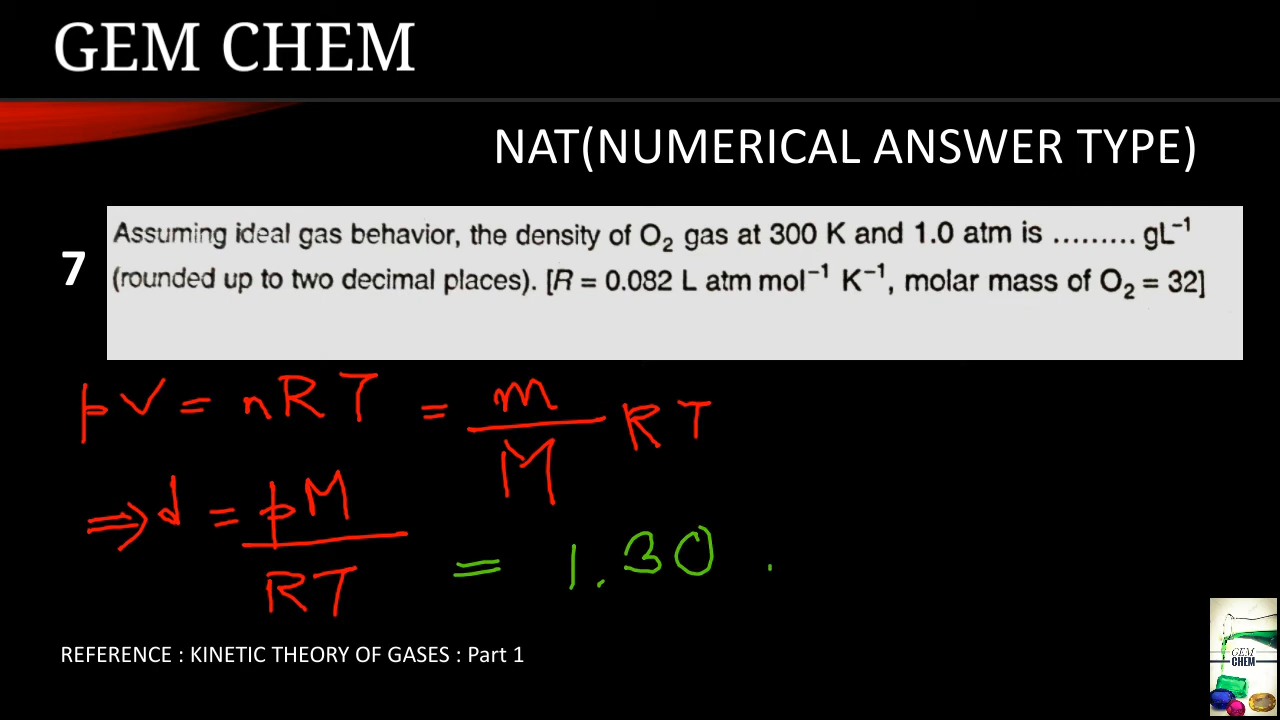 GEM CHEM
NAT(NUMERICAL ANSWER TYPE)
7
Assuming ideal gas behavior, the density of O₂ gas at 300 K and 1.0 atm is ......... gL⁻¹
(rounded up to two decimal places). [R = 0.082 L atm mol⁻¹ K⁻¹, molar mass of O₂ = 32]
pV = nRT = m/M RT
⇒ d = pM/RT = 1.30 .
REFERENCE : KINETIC THEORY OF GASES : Part 1
GEM
CHEM